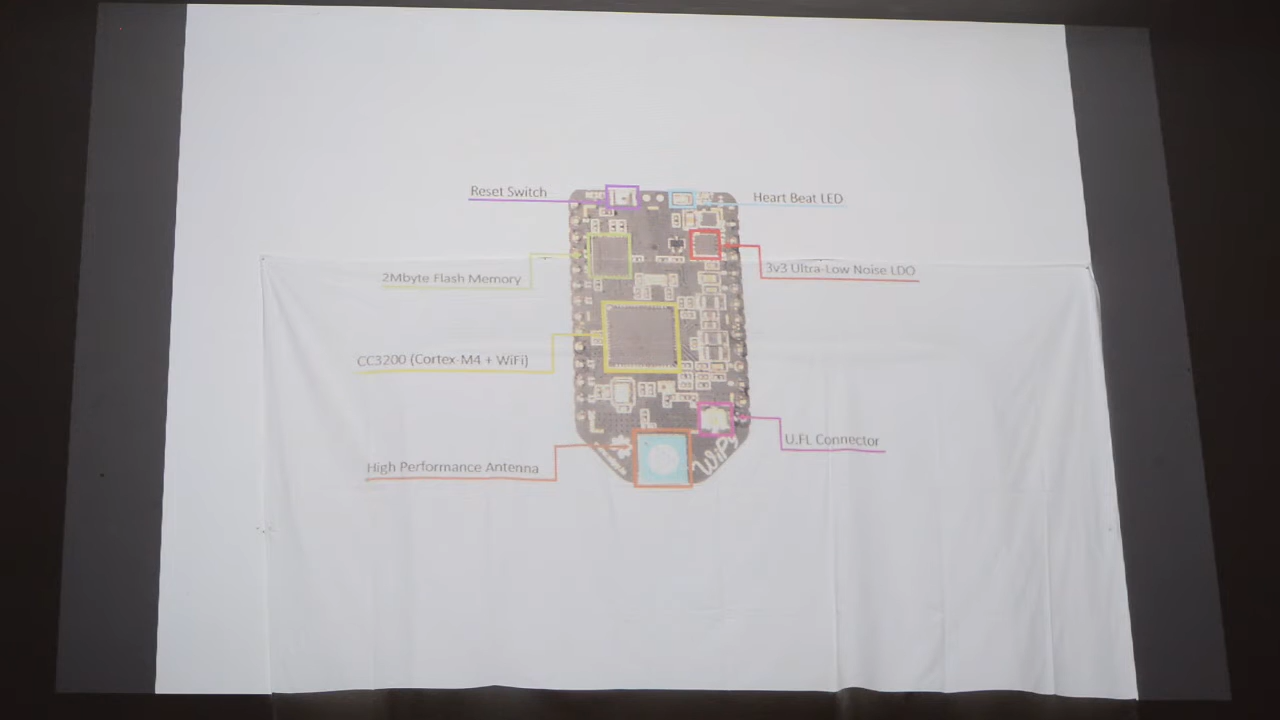 Reset Switch
Heart Beat LED
3v3 Ultra-Low Noise LDO
2Mbyte Flash Memory
CC3200 (Cortex-M4 + WiFi)
U.FL Connector
WiPy
High Performance Antenna